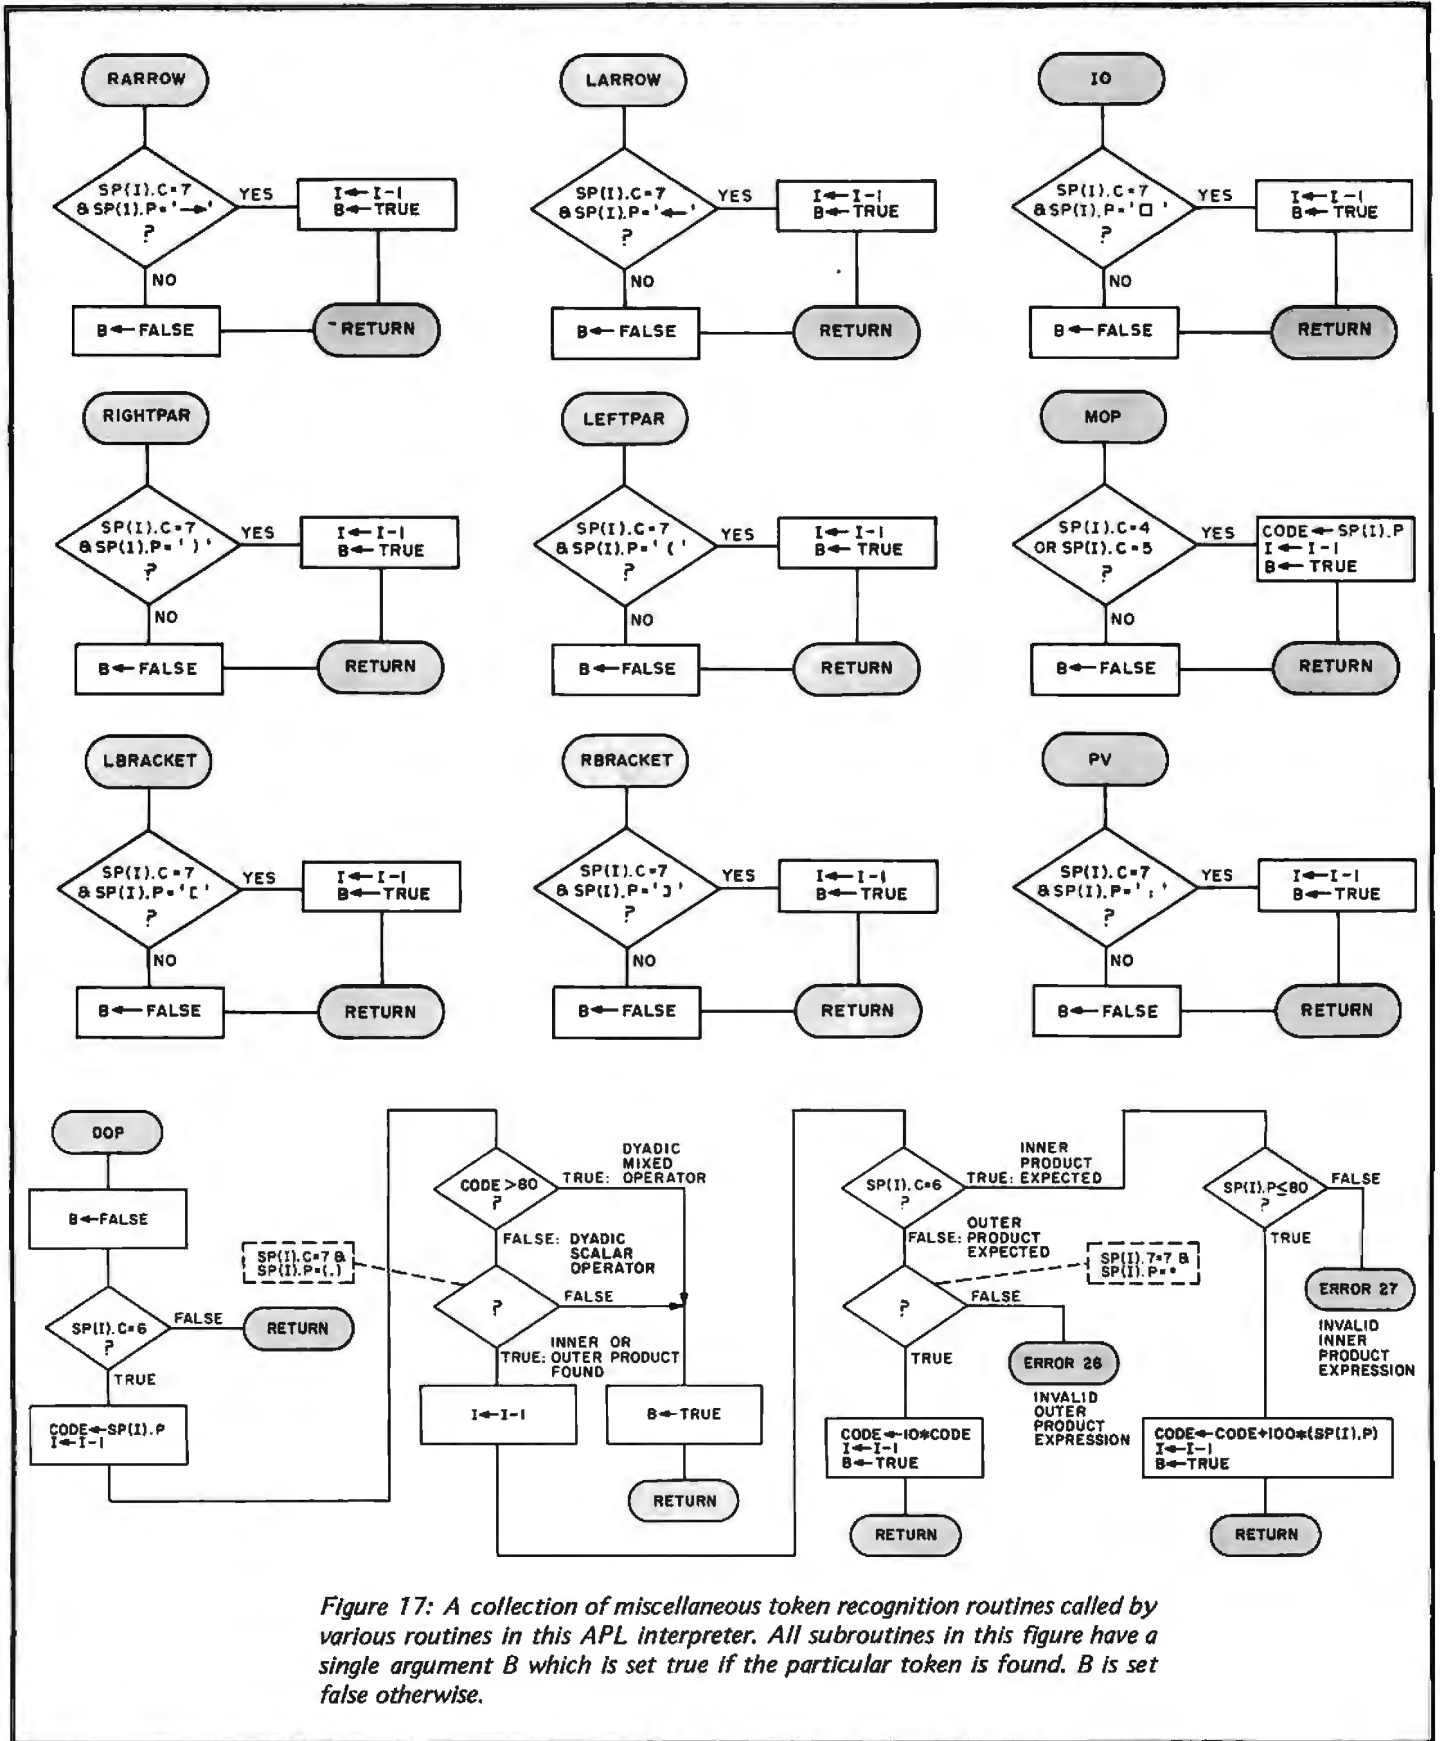 RARROW
SP(I).C=7
& SP(I).P='→'
?
YES
I←I-1
B←TRUE
NO
B←FALSE
RETURN
LARROW
SP(I).C=7
& SP(I).P='←'
?
YES
I←I-1
B←TRUE
NO
B←FALSE
RETURN
IO
SP(I).C=7
& SP(I).P='□'
?
YES
I←I-1
B←TRUE
NO
B←FALSE
RETURN
RIGHTPAR
SP(I).C=7
& SP(I).P=')'
?
YES
I←I-1
B←TRUE
NO
B←FALSE
RETURN
LEFTPAR
SP(I).C=7
& SP(I).P='('
?
YES
I←I-1
B←TRUE
NO
B←FALSE
RETURN
MOP
SP(I).C=4
OR SP(I).C=5
?
YES
CODE←SP(I).P
I←I-1
B←TRUE
NO
B←FALSE
RETURN
LBRACKET
SP(I).C=7
& SP(I).P='['
?
YES
I←I-1
B←TRUE
NO
B←FALSE
RETURN
RBRACKET
SP(I).C=7
& SP(I).P=']'
?
YES
I←I-1
B←TRUE
NO
B←FALSE
RETURN
PV
SP(I).C=7
& SP(I).P=';'
?
YES
I←I-1
B←TRUE
NO
B←FALSE
RETURN
DOP
B←FALSE
SP(I).C=6
?
FALSE
RETURN
TRUE
CODE←SP(I).P
I←I-1
CODE>80
?
DYADIC
MIXED
TRUE: OPERATOR
FALSE: DYADIC
SCALAR
OPERATOR
SP(I).C=7 &
SP(I).P=(.)
?
FALSE
INNER OR
TRUE: OUTER PRODUCT
FOUND
I←I-1
B←TRUE
RETURN
SP(I).C=6
?
INNER
PRODUCT
TRUE: EXPECTED
OUTER
FALSE: PRODUCT
EXPECTED
SP(I).7=7 &
SP(I).P=∘
?
FALSE
ERROR 26
INVALID
OUTER
PRODUCT
EXPRESSION
TRUE
CODE←10*CODE
I←I-1
B←TRUE
RETURN
SP(I).P≤80
?
FALSE
ERROR 27
INVALID
INNER
PRODUCT
EXPRESSION
TRUE
CODE←CODE+100*(SP(I).P)
I←I-1
B←TRUE
RETURN
Figure 17: A collection of miscellaneous token recognition routines called by
various routines in this APL interpreter. All subroutines in this figure have a
single argument B which is set true if the particular token is found. B is set
false otherwise.